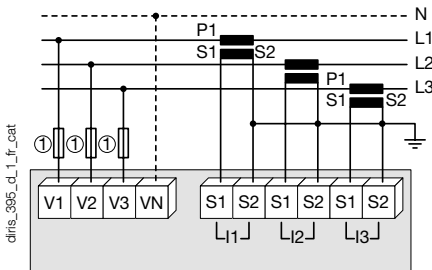 N
P1
L1
S1 S2
L2
P1
L3
S1 S2
① ① ①
V1 V2 V3 VN
S1 S2 S1 S2 S1 S2
I1 I2 I3
diris_395_d_1_fr_cat